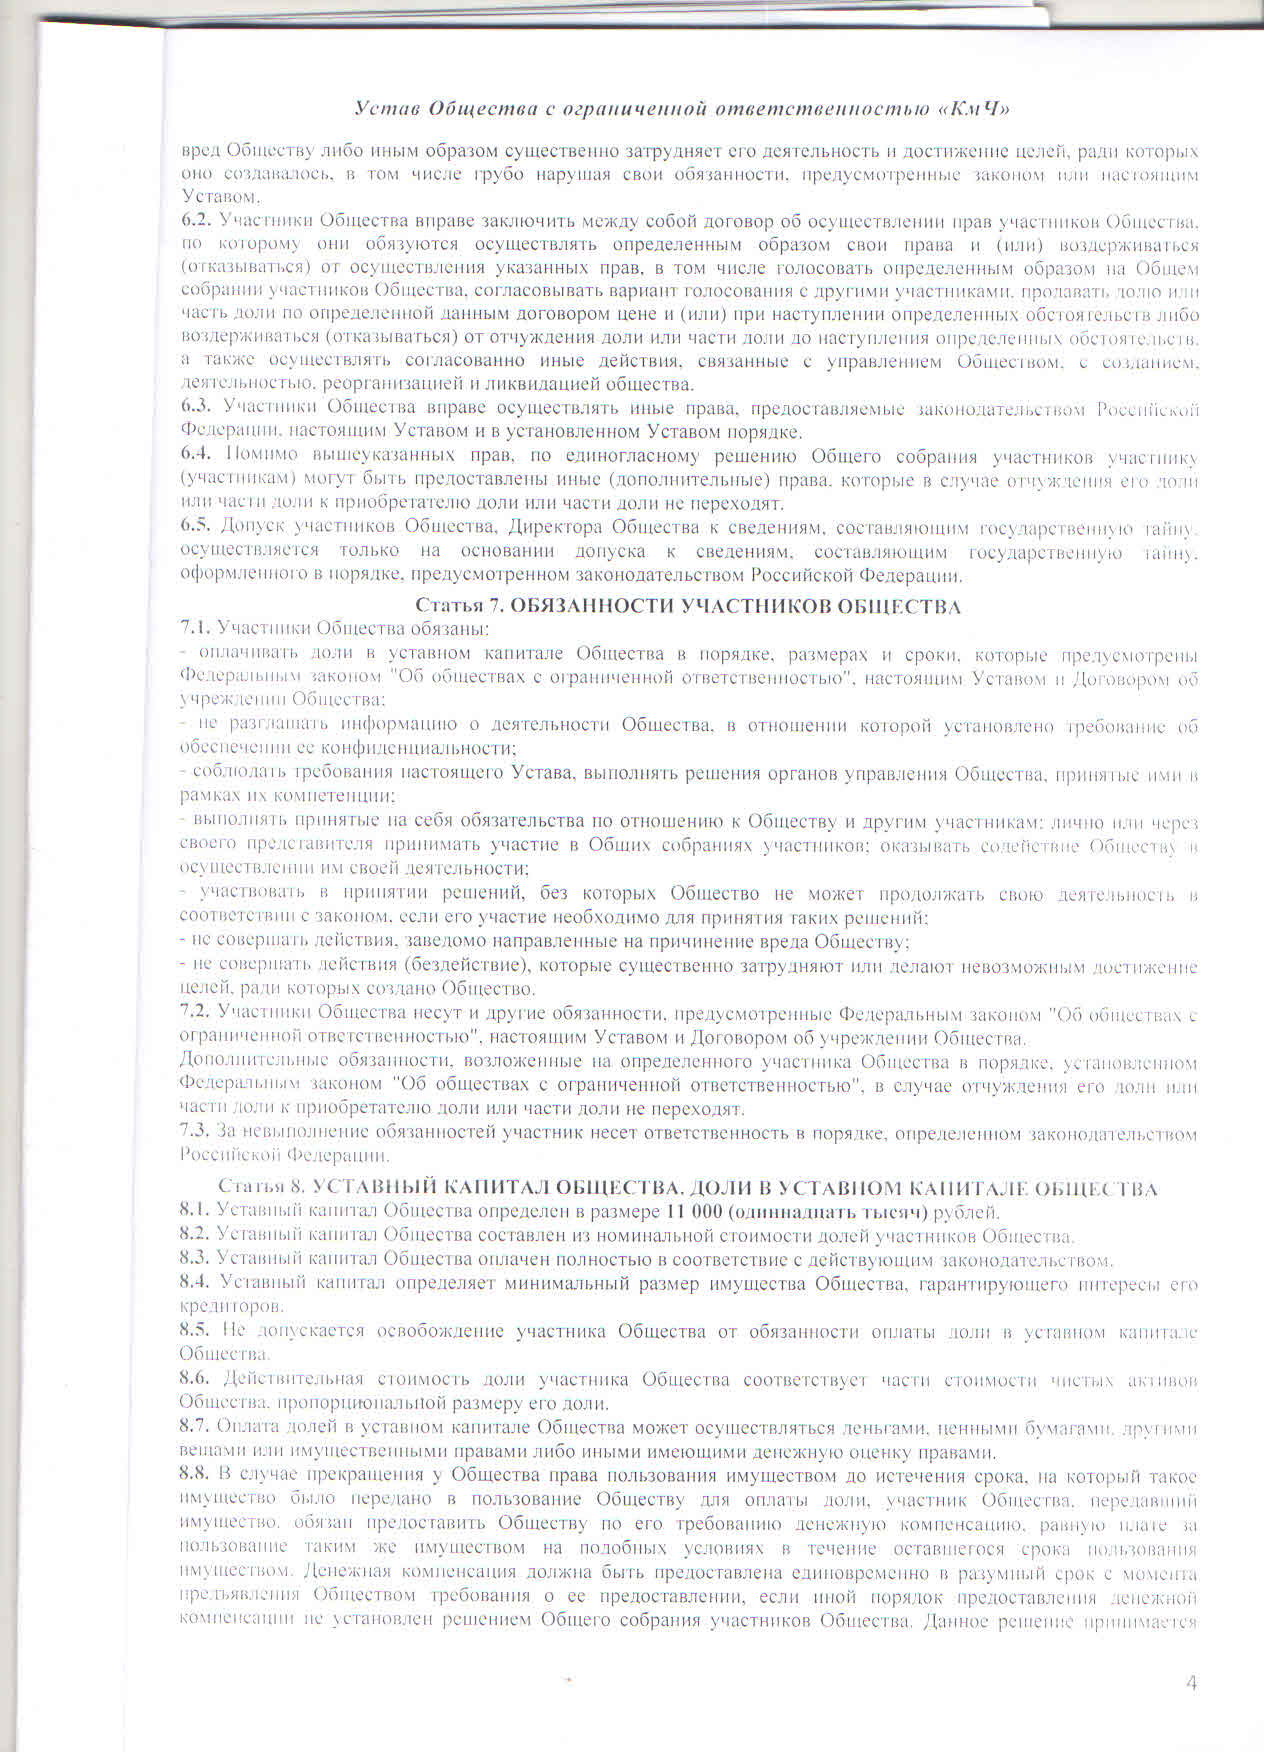 Устав Общества с ограниченной ответственностью «КмЧ»
вред Обществу либо иным образом существенно затрудняет его деятельность и достижение целей, ради которых
оно создавалось, в том числе грубо нарушая свои обязанности, предусмотренные законом или настоящим
Уставом.
6.2. Участники Общества вправе заключить между собой договор об осуществлении прав участников Общества,
по которому они обязуются осуществлять определенным образом свои права и (или) воздерживаться
(отказываться) от осуществления указанных прав, в том числе голосовать определенным образом на Общем
собрании участников Общества, согласовывать вариант голосования с другими участниками, продавать долю или
часть доли по определенной данным договором цене и (или) при наступлении определенных обстоятельств либо
воздерживаться (отказываться) от отчуждения доли или части доли до наступления определенных обстоятельств,
а также осуществлять согласованно иные действия, связанные с управлением Обществом, с созданием,
деятельностью, реорганизацией и ликвидацией общества.
6.3. Участники Общества вправе осуществлять иные права, предоставляемые законодательством Российской
Федерации, настоящим Уставом и в установленном Уставом порядке.
6.4. Помимо вышеуказанных прав, по единогласному решению Общего собрания участников участнику
(участникам) могут быть предоставлены иные (дополнительные) права, которые в случае отчуждения его доли
или части доли к приобретателю доли или части доли не переходят.
6.5. Допуск участников Общества, Директора Общества к сведениям, составляющим государственную тайну,
осуществляется только на основании допуска к сведениям, составляющим государственную тайну,
оформленного в порядке, предусмотренном законодательством Российской Федерации.
Статья 7. ОБЯЗАННОСТИ УЧАСТНИКОВ ОБЩЕСТВА
7.1. Участники Общества обязаны:
- оплачивать доли в уставном капитале Общества в порядке, размерах и сроки, которые предусмотрены
Федеральным законом "Об обществах с ограниченной ответственностью", настоящим Уставом и Договором об
учреждении Общества;
- не разглашать информацию о деятельности Общества, в отношении которой установлено требование об
обеспечении ее конфиденциальности;
- соблюдать требования настоящего Устава, выполнять решения органов управления Общества, принятые ими в
рамках их компетенции;
- выполнять принятые на себя обязательства по отношению к Обществу и другим участникам; лично или через
своего представителя принимать участие в Общих собраниях участников; оказывать содействие Обществу в
осуществлении им своей деятельности;
- участвовать в принятии решений, без которых Общество не может продолжать свою деятельность в
соответствии с законом, если его участие необходимо для принятия таких решений;
- не совершать действия, заведомо направленные на причинение вреда Обществу;
- не совершать действия (бездействие), которые существенно затрудняют или делают невозможным достижение
целей, ради которых создано Общество.
7.2. Участники Общества несут и другие обязанности, предусмотренные Федеральным законом "Об обществах с
ограниченной ответственностью", настоящим Уставом и Договором об учреждении Общества.
Дополнительные обязанности, возложенные на определенного участника Общества в порядке, установленном
Федеральным законом "Об обществах с ограниченной ответственностью", в случае отчуждения его доли или
части доли к приобретателю доли или части доли не переходят.
7.3. За невыполнение обязанностей участник несет ответственность в порядке, определенном законодательством
Российской Федерации.
Статья 8. УСТАВНЫЙ КАПИТАЛ ОБЩЕСТВА. ДОЛИ В УСТАВНОМ КАПИТАЛЕ ОБЩЕСТВА
8.1. Уставный капитал Общества определен в размере 11 000 (одиннадцать тысяч) рублей.
8.2. Уставный капитал Общества составлен из номинальной стоимости долей участников Общества.
8.3. Уставный капитал Общества оплачен полностью в соответствие с действующим законодательством.
8.4. Уставный капитал определяет минимальный размер имущества Общества, гарантирующего интересы его
кредиторов.
8.5. Не допускается освобождение участника Общества от обязанности оплаты доли в уставном капитале
Общества.
8.6. Действительная стоимость доли участника Общества соответствует части стоимости чистых активов
Общества, пропорциональной размеру его доли.
8.7. Оплата долей в уставном капитале Общества может осуществляться деньгами, ценными бумагами, другими
вещами или имущественными правами либо иными имеющими денежную оценку правами.
8.8. В случае прекращения у Общества права пользования имуществом до истечения срока, на который такое
имущество было передано в пользование Обществу для оплаты доли, участник Общества, передавший
имущество, обязан предоставить Обществу по его требованию денежную компенсацию, равную плате за
пользование таким же имуществом на подобных условиях в течение оставшегося срока пользования
имуществом. Денежная компенсация должна быть предоставлена единовременно в разумный срок с момента
предъявления Обществом требования о ее предоставлении, если иной порядок предоставления денежной
компенсации не установлен решением Общего собрания участников Общества. Данное решение принимается
4